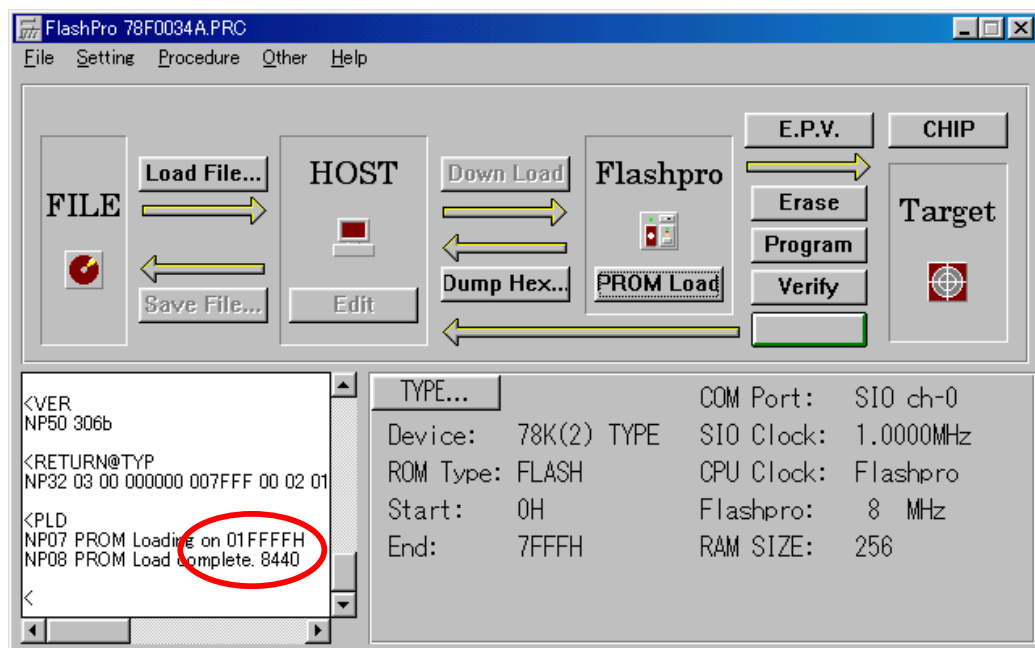 FlashPro 78F0034A.PRC
File Setting Procedure Other Help
FILE
Load File...
Save File...
HOST
Edit
Down Load
Dump Hex...
Flashpro
PROM Load
E.P.V.
Erase
Program
Verify
CHIP
Target
<VER
NP50 306b
<RETURN@TYP
NP32 03 00 000000 007FFF 00 02 01
<PLD
NP07 PROM Loading on 01FFFFH
NP08 PROM Load complete. 8440
<
TYPE...
Device: 78K(2) TYPE
ROM Type: FLASH
Start: 0H
End: 7FFFH
COM Port: SIO ch-0
SIO Clock: 1.0000MHz
CPU Clock: Flashpro
Flashpro: 8 MHz
RAM SIZE: 256